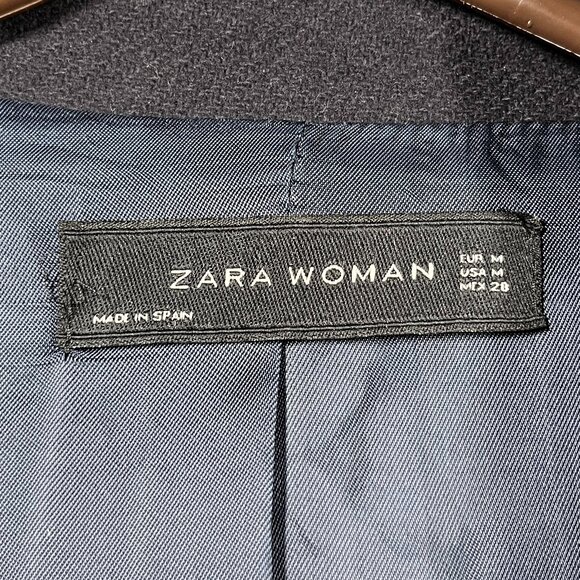 ZARA WOMAN
EUR M
USA M
MEX 28
MADE IN SPAIN